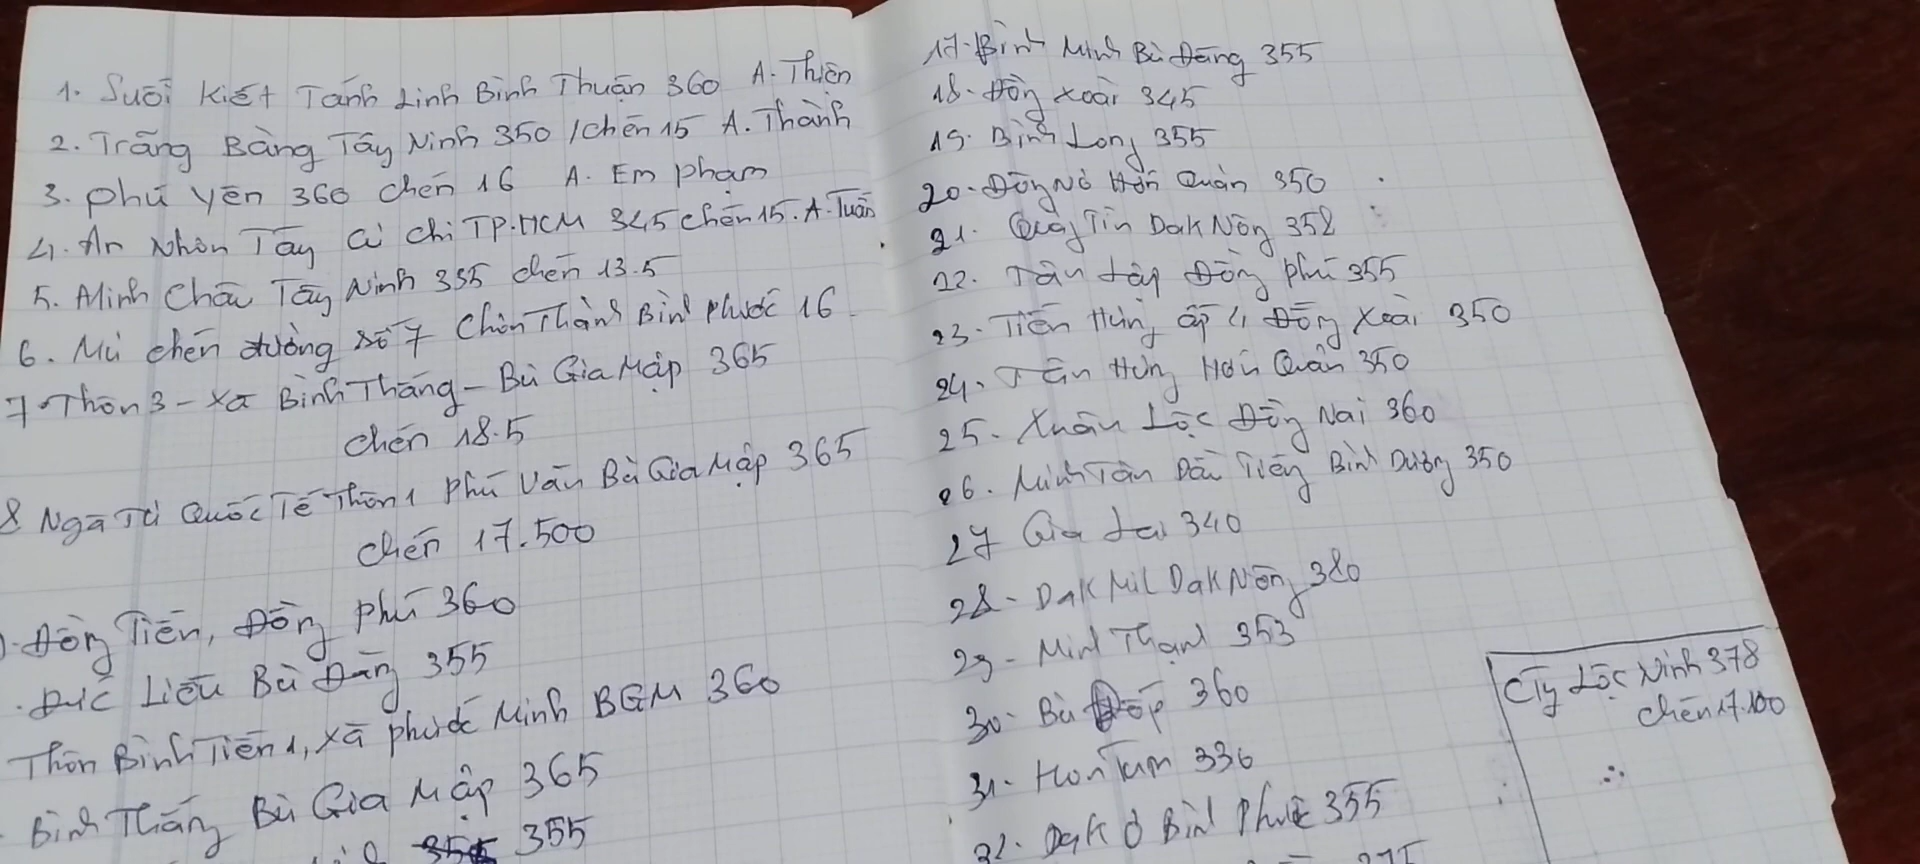 1. Suối Kiết Tánh Linh Bình Thuận 360 A. Thiện
2. Trãng Bàng Tây Ninh 350 / chén 15 A. Thành
3. Phú Yên 360 chén 16 A. Em Phạm
4. An Nhơn Tây Củ Chi TP.HCM 345 chén 15. A. Tuấn
5. Minh Châu Tây Ninh 355 chén 13.5
6. Mủ chén đường số 7 Chơn Thành Bình Phước 16
7. Thôn 3 - xã Bình Thắng - Bù Gia Mập 365
chén 18.5
8 Ngã Tư Quốc Tế Thôn 1 Phú Văn Bù Gia Mập 365
chén 17.500
. Đồng Tiến, Đồng Phú 360
. Đức Liễu Bù Đăng 355
Thôn Bình Tiến 1, xã Phước Minh BGM 360
. Bình Thắng Bù Gia Mập 365
355
17. Bình Minh Bù Đăng 355
18. Đồng Xoài 345
19. Bình Long 355
20. Đồng Nơ Hớn Quản 350
21. Quảng Tín Dak Nông 358
22. Tân Lập Đồng Phú 355
23. Tiến Hưng ấp 4 Đồng Xoài 350
24. Tân Hưng Hớn Quản 350
25. Xuân Lộc Đồng Nai 360
26. Minh Tân Dầu Tiếng Bình Dương 350
27 Gia Lai 340
28 - Dak Mil Dak Nông 380
29 - Minh Thạnh 353
30. Bù Đốp 360
31. Kon Tum 336
32. Dak Ơ Bình Phước 355
Cty Lộc Ninh 378
chén 17.100